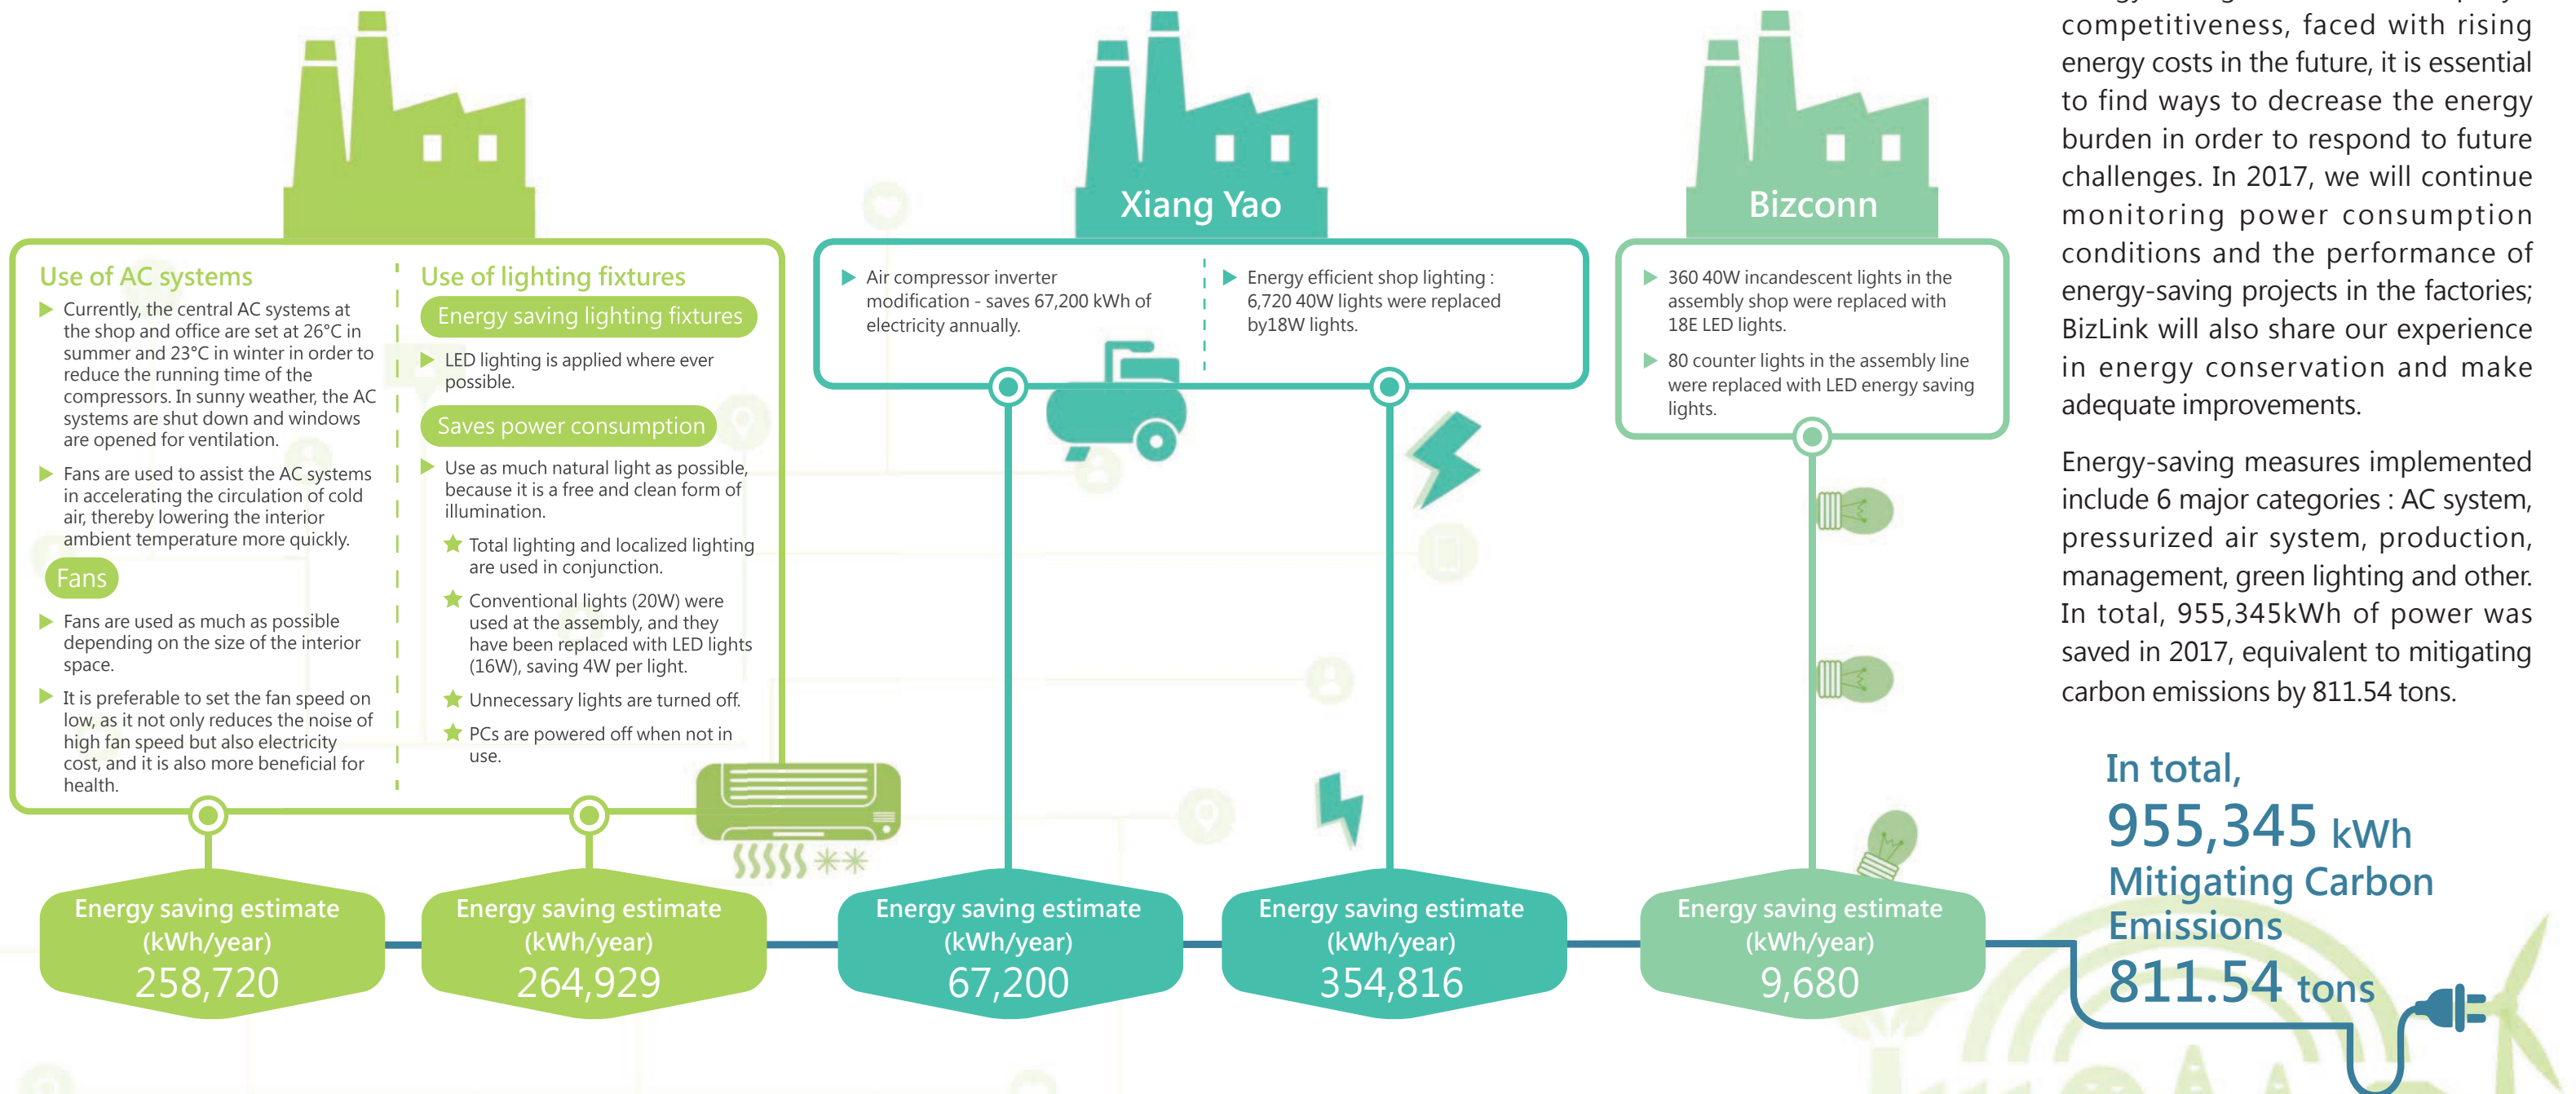 Xiang Yao
Bizconn
Use of AC systems
Currently, the central AC systems at
the shop and office are set at 26°C in
summer and 23°C in winter in order to
reduce the running time of the
compressors. In sunny weather, the AC
systems are shut down and windows
are opened for ventilation.
Fans are used to assist the AC systems
in accelerating the circulation of cold
air, thereby lowering the interior
ambient temperature more quickly.
Fans
Fans are used as much as possible
depending on the size of the interior
space.
It is preferable to set the fan speed on
low, as it not only reduces the noise of
high fan speed but also electricity
cost, and it is also more beneficial for
health.
Use of lighting fixtures
Energy saving lighting fixtures
LED lighting is applied where ever
possible.
Saves power consumption
Use as much natural light as possible,
because it is a free and clean form of
illumination.
Total lighting and localized lighting
are used in conjunction.
Conventional lights (20W) were
used at the assembly, and they
have been replaced with LED lights
(16W), saving 4W per light.
Unnecessary lights are turned off.
PCs are powered off when not in
use.
Air compressor inverter
modification - saves 67,200 kWh of
electricity annually.
Energy efficient shop lighting :
6,720 40W lights were replaced
by18W lights.
360 40W incandescent lights in the
assembly shop were replaced with
18E LED lights.
80 counter lights in the assembly line
were replaced with LED energy saving
lights.
Energy saving estimate
(kWh/year)
258,720
Energy saving estimate
(kWh/year)
264,929
Energy saving estimate
(kWh/year)
67,200
Energy saving estimate
(kWh/year)
354,816
Energy saving estimate
(kWh/year)
9,680
competitiveness, faced with rising
energy costs in the future, it is essential
to find ways to decrease the energy
burden in order to respond to future
challenges. In 2017, we will continue
monitoring power consumption
conditions and the performance of
energy-saving projects in the factories;
BizLink will also share our experience
in energy conservation and make
adequate improvements.
Energy-saving measures implemented
include 6 major categories : AC system,
pressurized air system, production,
management, green lighting and other.
In total, 955,345kWh of power was
saved in 2017, equivalent to mitigating
carbon emissions by 811.54 tons.
In total,
955,345 kWh
Mitigating Carbon
Emissions
811.54 tons